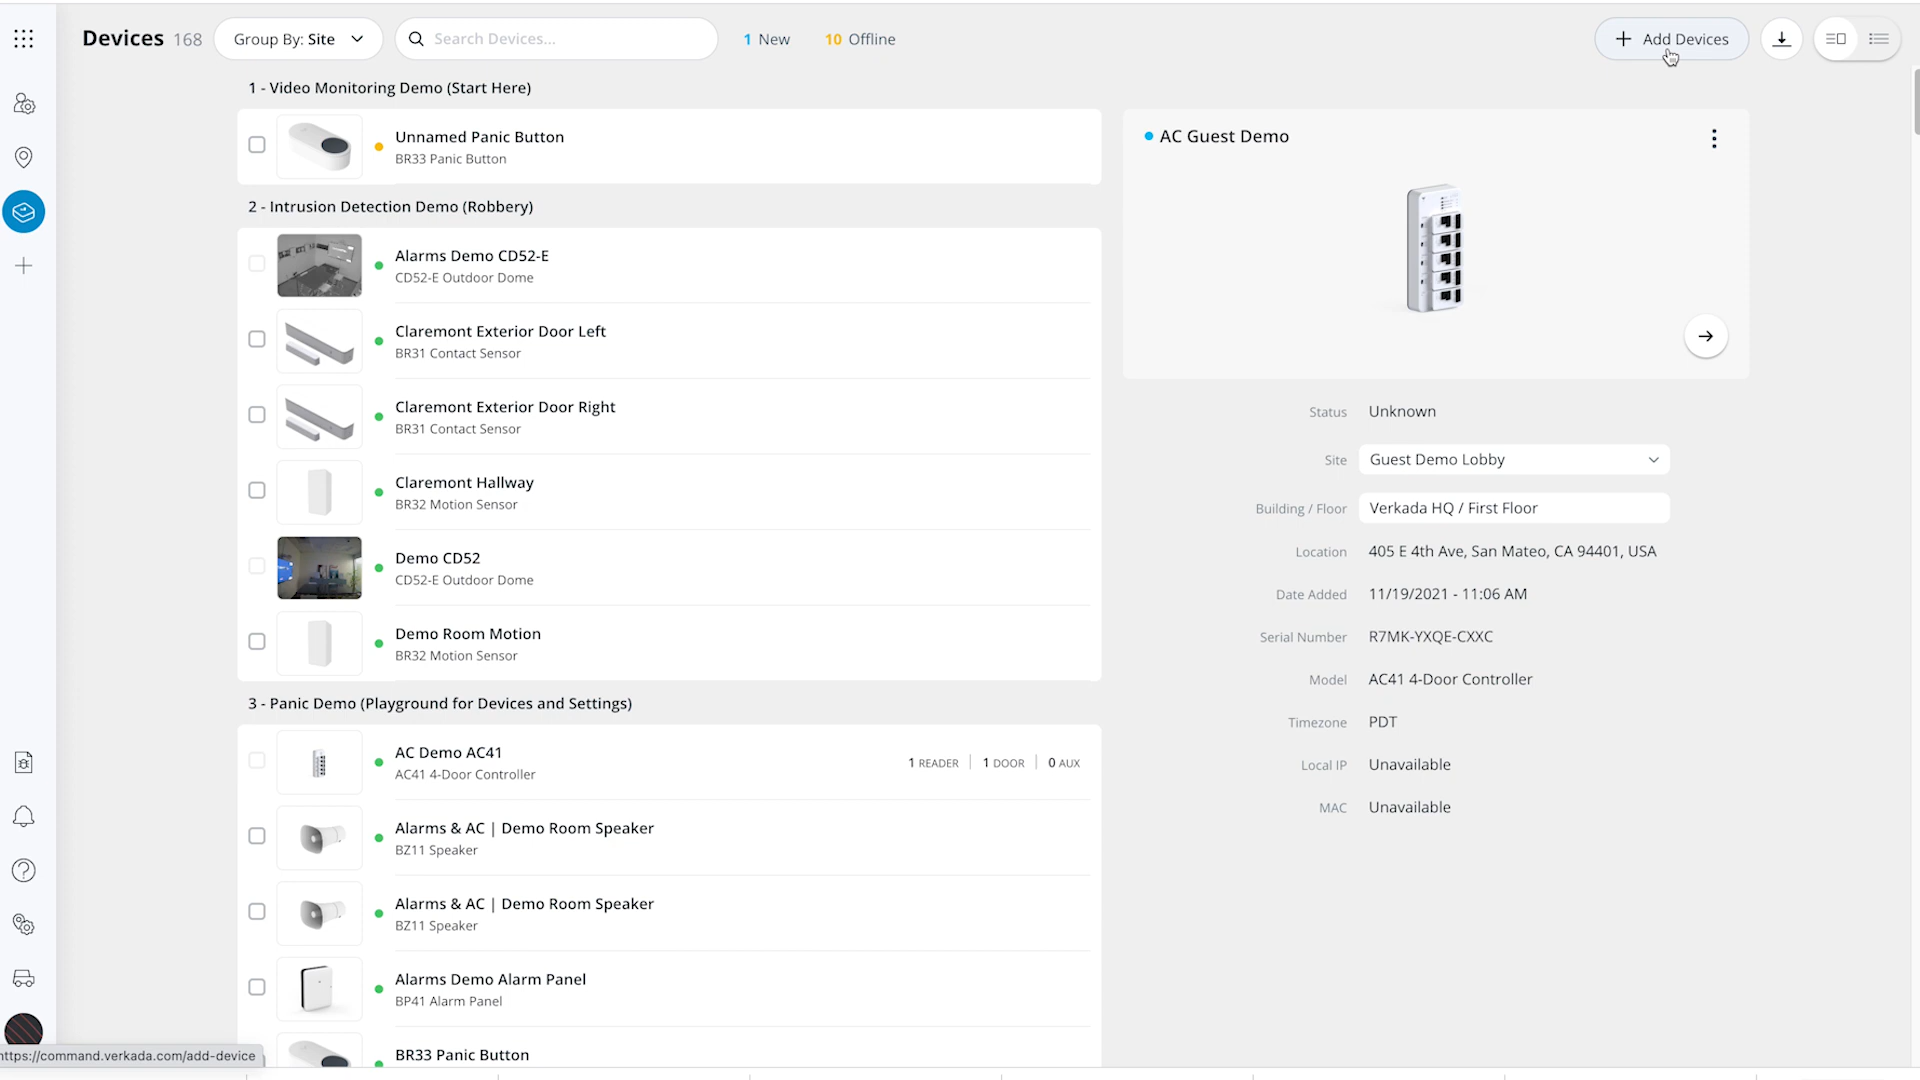 Devices 168
Group By: Site
Search Devices...
1 New
10 Offline
Add Devices
1 - Video Monitoring Demo (Start Here)
Unnamed Panic Button
BR33 Panic Button
2 - Intrusion Detection Demo (Robbery)
Alarms Demo CD52-E
CD52-E Outdoor Dome
Claremont Exterior Door Left
BR31 Contact Sensor
Claremont Exterior Door Right
BR31 Contact Sensor
Claremont Hallway
BR32 Motion Sensor
Demo CD52
CD52-E Outdoor Dome
Demo Room Motion
BR32 Motion Sensor
3 - Panic Demo (Playground for Devices and Settings)
AC Demo AC41
AC41 4-Door Controller
1 READER | 1 DOOR | 0 AUX
Alarms & AC | Demo Room Speaker
BZ11 Speaker
Alarms & AC | Demo Room Speaker
BZ11 Speaker
Alarms Demo Alarm Panel
BP41 Alarm Panel
BR33 Panic Button
AC Guest Demo
Status Unknown
Site Guest Demo Lobby
Building / Floor Verkada HQ / First Floor
Location 405 E 4th Ave, San Mateo, CA 94401, USA
Date Added 11/19/2021 - 11:06 AM
Serial Number R7MK-YXQE-CXXC
Model AC41 4-Door Controller
Timezone PDT
Local IP Unavailable
MAC Unavailable
https://command.verkada.com/add-device